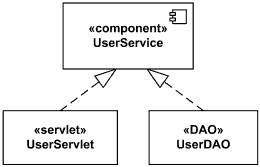 «component»
UserService
«servlet»
UserServlet
«DAO»
UserDAO